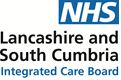 NHS
Lancashire and
South Cumbria
Integrated Care Board